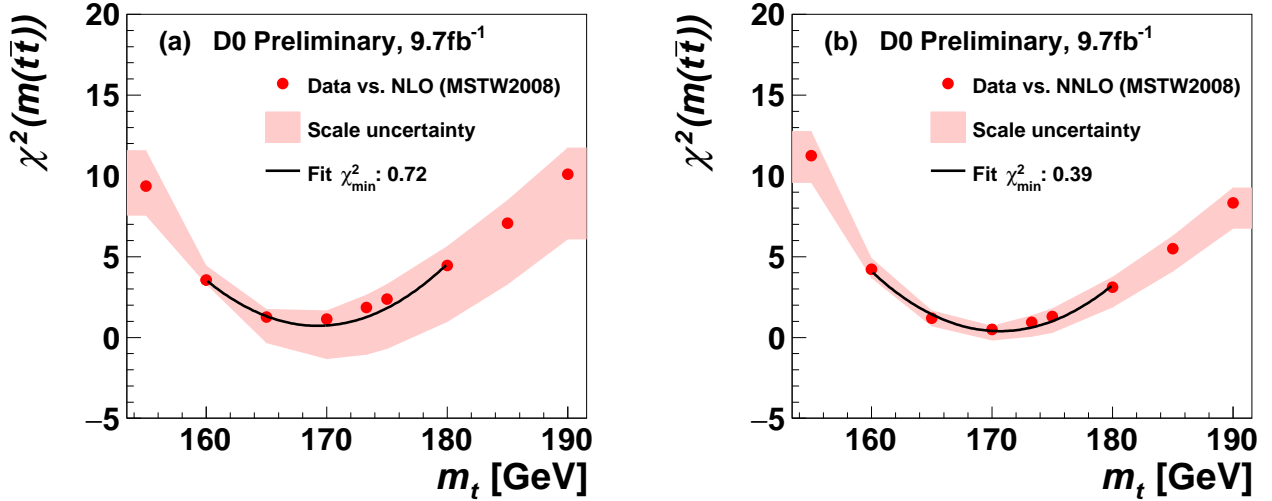 (a) D0 Preliminary, 9.7fb⁻¹
Data vs. NLO (MSTW2008)
Scale uncertainty
Fit χ²min: 0.72
χ²(m(tt̅))
20
15
10
5
0
−5
160 170 180 190
mt [GeV]
(b) D0 Preliminary, 9.7fb⁻¹
Data vs. NNLO (MSTW2008)
Scale uncertainty
Fit χ²min: 0.39
χ²(m(tt̅))
20
15
10
5
0
−5
160 170 180 190
mt [GeV]